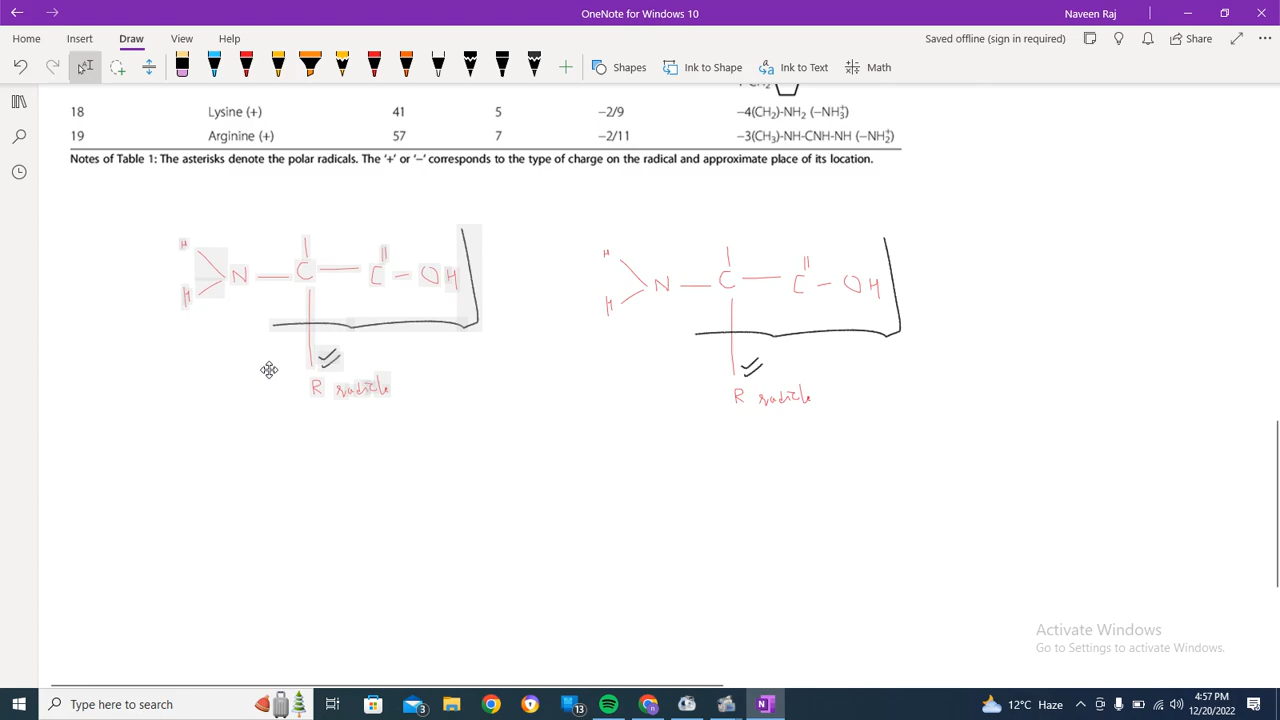 OneNote for Windows 10
Naveen Raj
Home Insert Draw View Help
Saved offline (sign in required)
Share
Shapes
Ink to Shape
Ink to Text
Math
18 Lysine (+) 41 5 −2/9 −4(CH₂)-NH₂ (−NH₃⁺)
19 Arginine (+) 57 7 −2/11 −3(CH₃)-NH-CNH-NH (−NH₂⁺)
Notes of Table 1: The asterisks denote the polar radicals. The '+' or '−' corresponds to the type of charge on the radical and approximate place of its location.
H
N — C — C − OH
H
R radicle
H
N — C — C − OH
H
R radicle
Activate Windows
Go to Settings to activate Windows.
Type here to search
3
13
12°C Haze
ENG
4:57 PM
12/20/2022